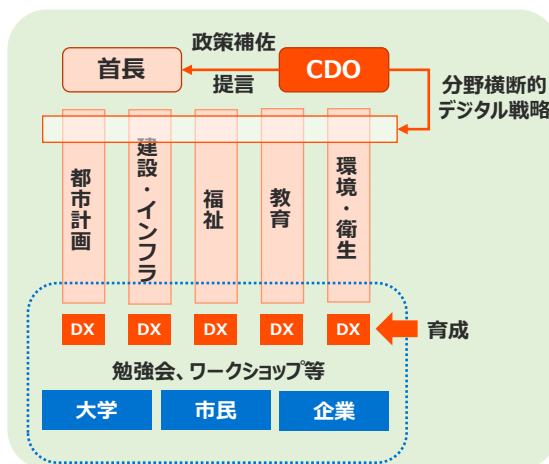 政策補佐
首長
CDO
提言
分野横断的
デジタル戦略
都市計画
建設・インフラ
福祉
教育
環境・衛生
DX
DX
DX
DX
DX
育成
勉強会、ワークショップ等
大学
市民
企業